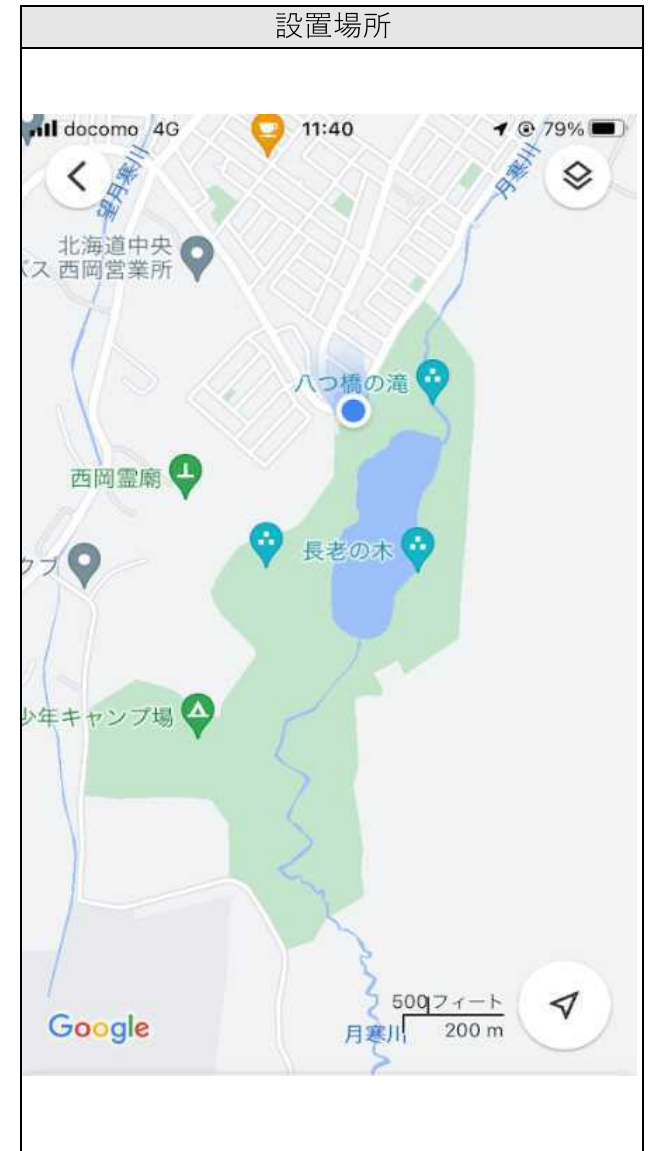 設置場所
docomo 4G 11:40 79%
望月寒川
月寒川
北海道中央
バス 西岡営業所
八つ橋の滝
西岡霊廟
長老の木
クブ
少年キャンプ場
500フィート
200 m
月寒川
Google